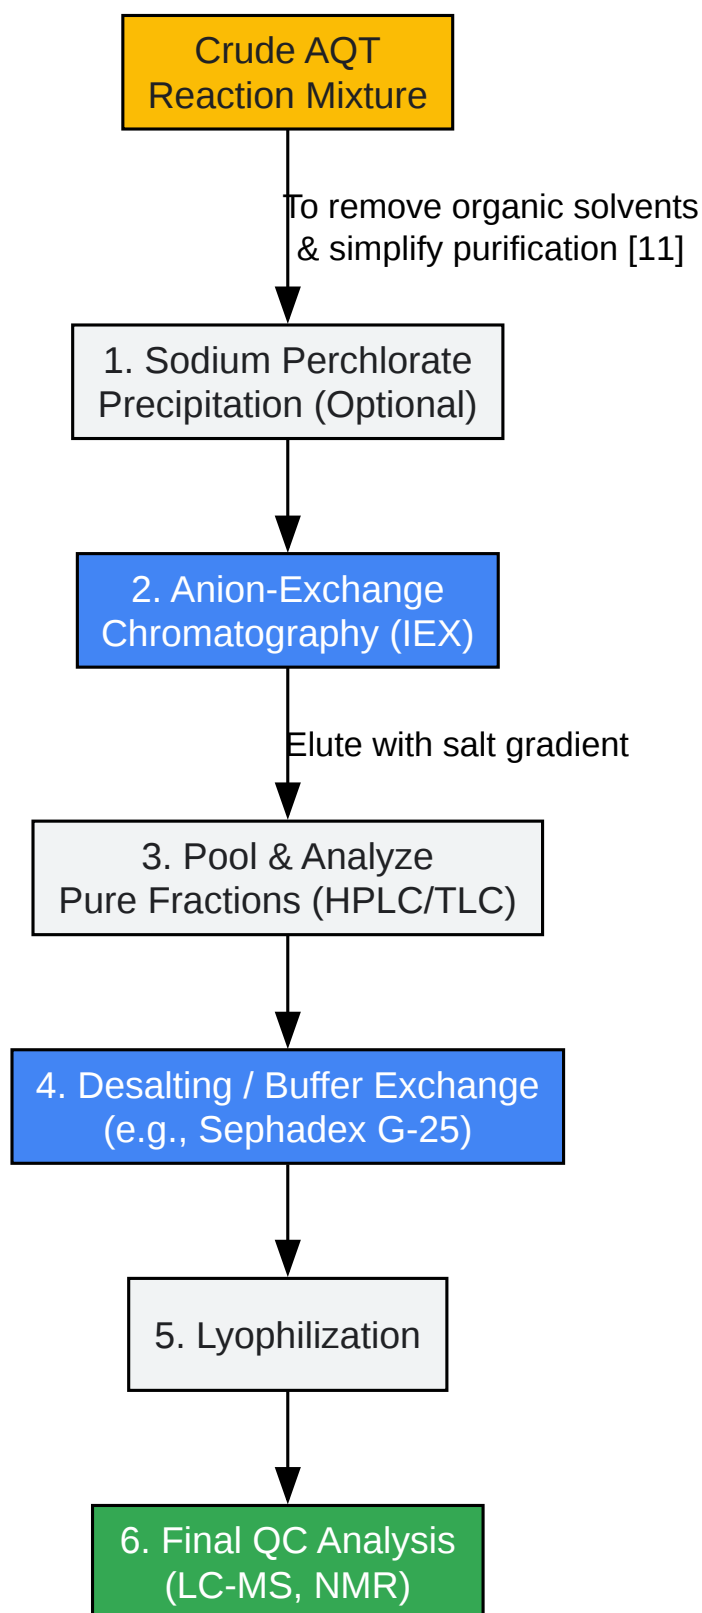 Crude AQT
Reaction Mixture
To remove organic solvents
& simplify purification [11]
1. Sodium Perchlorate
Precipitation (Optional)
2. Anion-Exchange
Chromatography (IEX)
Elute with salt gradient
3. Pool & Analyze
Pure Fractions (HPLC/TLC)
4. Desalting / Buffer Exchange
(e.g., Sephadex G-25)
5. Lyophilization
6. Final QC Analysis
(LC-MS, NMR)